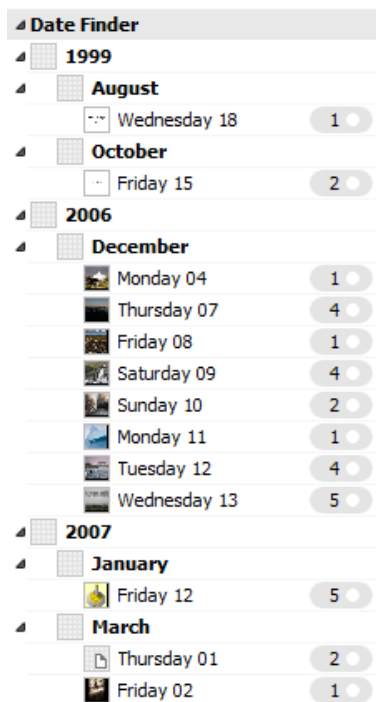 Date Finder
1999
August
Wednesday 18 1
October
Friday 15 2
2006
December
Monday 04 1
Thursday 07 4
Friday 08 1
Saturday 09 4
Sunday 10 2
Monday 11 1
Tuesday 12 4
Wednesday 13 5
2007
January
Friday 12 5
March
Thursday 01 2
Friday 02 1